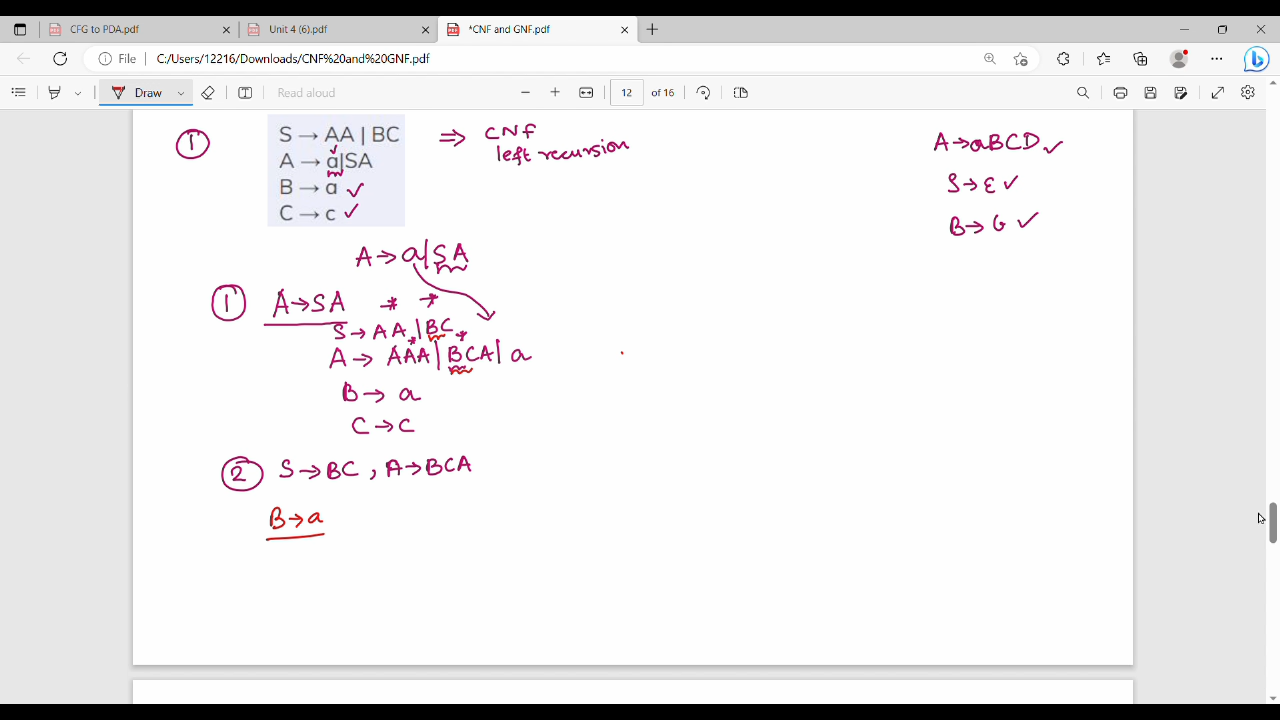 CFG to PDA.pdf
Unit 4 (6).pdf
*CNF and GNF.pdf
File C:/Users/12216/Downloads/CNF%20and%20GNF.pdf
Draw Read aloud 12 of 16
① S → AA | BC ⇒ CNF
left recursion
A → a|SA
B → a ✓
C → c ✓
A → aBCD ✓
S → ε ✓
B → b ✓
A → a|SA
① A → SA * *
S → AA | BC
A → AAA | BCA | a
B → a
C → c
② S → BC , A → BCA
B → a